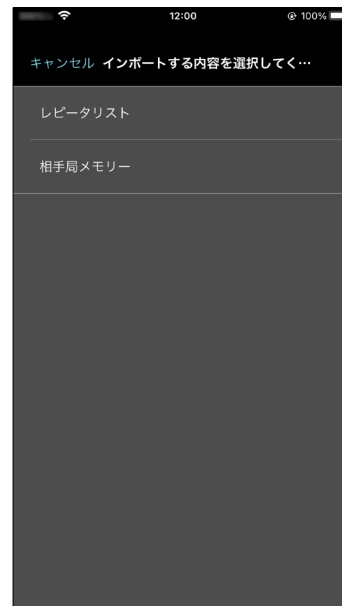 12:00
100%
キャンセル インポートする内容を選択してく…
レピータリスト
相手局メモリー